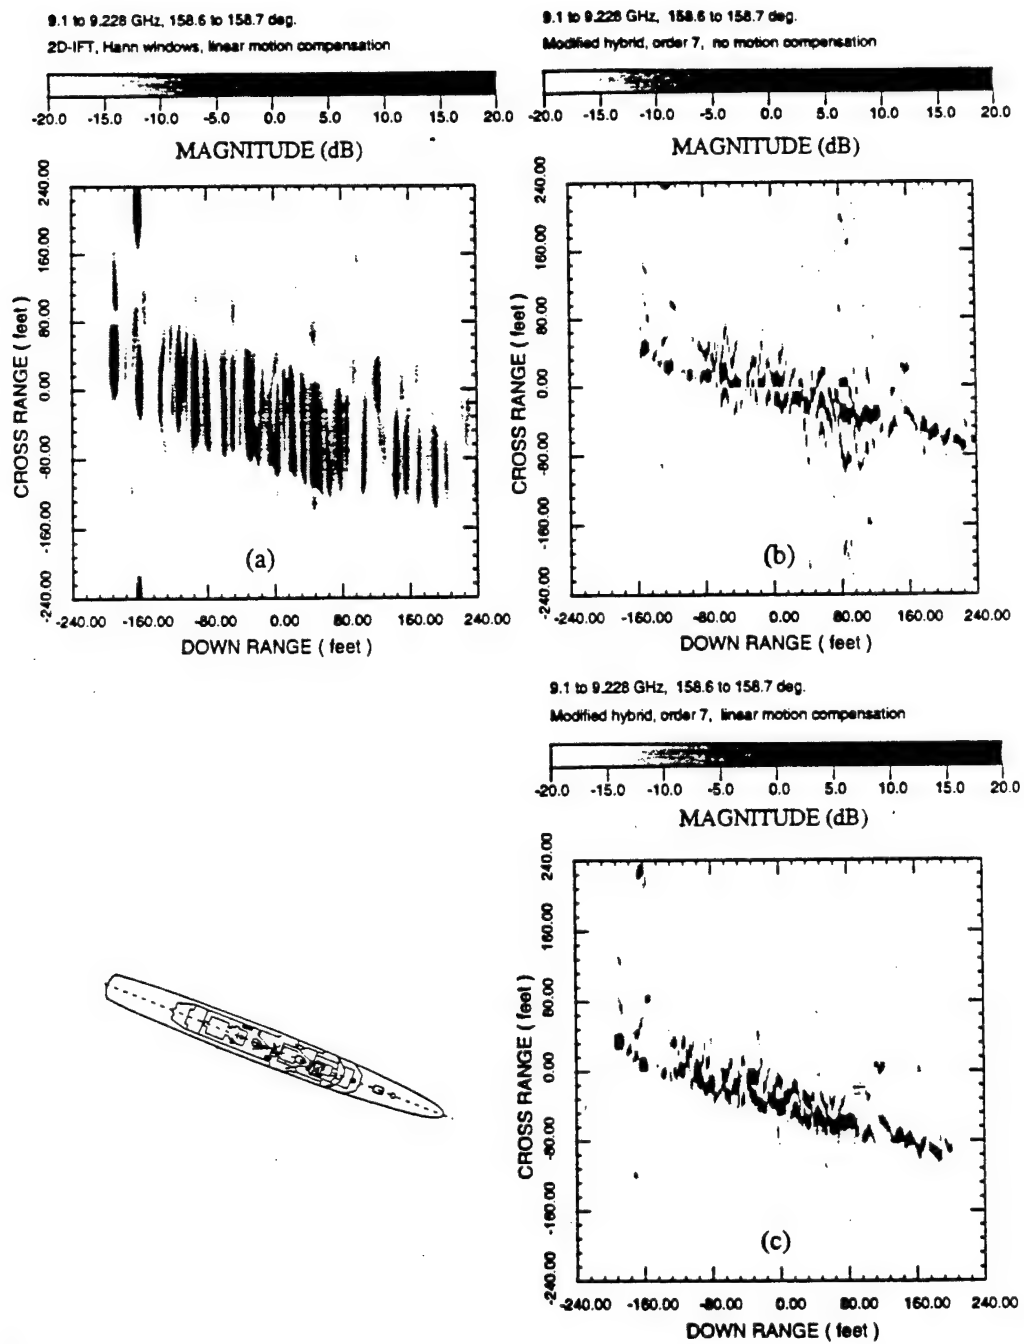 9.1 to 9.228 GHz, 158.6 to 158.7 deg.
2D-IFT, Hann windows, linear motion compensation
-20.0 -15.0 -10.0 -5.0 0.0 5.0 10.0 15.0 20.0
MAGNITUDE (dB)
240.00
160.00
80.00
0.00
-80.00
-160.00
-240.00
CROSS RANGE ( feet )
(a)
-240.00 -160.00 -80.00 0.00 80.00 160.00 240.00
DOWN RANGE ( feet )
9.1 to 9.228 GHz, 158.6 to 158.7 deg.
Modified hybrid, order 7, no motion compensation
-20.0 -15.0 -10.0 -5.0 0.0 5.0 10.0 15.0 20.0
MAGNITUDE (dB)
240.00
160.00
80.00
0.00
-80.00
-160.00
-240.00
CROSS RANGE ( feet )
(b)
-240.00 -160.00 -80.00 0.00 80.00 160.00 240.00
DOWN RANGE ( feet )
9.1 to 9.228 GHz, 158.6 to 158.7 deg.
Modified hybrid, order 7, linear motion compensation
-20.0 -15.0 -10.0 -5.0 0.0 5.0 10.0 15.0 20.0
MAGNITUDE (dB)
240.00
160.00
80.00
0.00
-80.00
-160.00
-240.00
CROSS RANGE ( feet )
(c)
-240.00 -160.00 -80.00 0.00 80.00 160.00 240.00
DOWN RANGE ( feet )